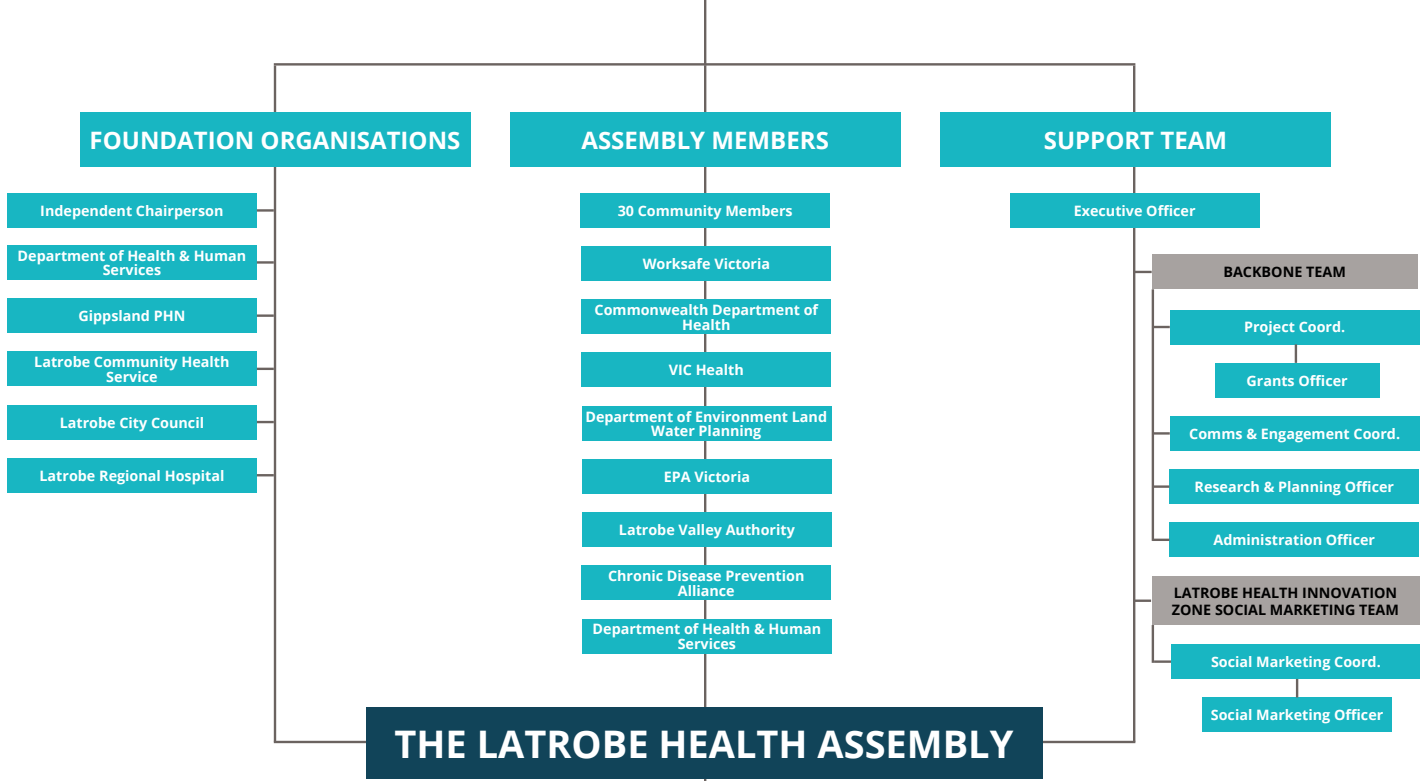 FOUNDATION ORGANISATIONS
Independent Chairperson
Department of Health & Human
Services
Gippsland PHN
Latrobe Community Health
Service
Latrobe City Council
Latrobe Regional Hospital
ASSEMBLY MEMBERS
30 Community Members
Worksafe Victoria
Commonwealth Department of
Health
VIC Health
Department of Environment Land
Water Planning
EPA Victoria
Latrobe Valley Authority
Chronic Disease Prevention
Alliance
Department of Health & Human
Services
SUPPORT TEAM
Executive Officer
BACKBONE TEAM
Project Coord.
Grants Officer
Comms & Engagement Coord.
Research & Planning Officer
Administration Officer
LATROBE HEALTH INNOVATION
ZONE SOCIAL MARKETING TEAM
Social Marketing Coord.
Social Marketing Officer
THE LATROBE HEALTH ASSEMBLY